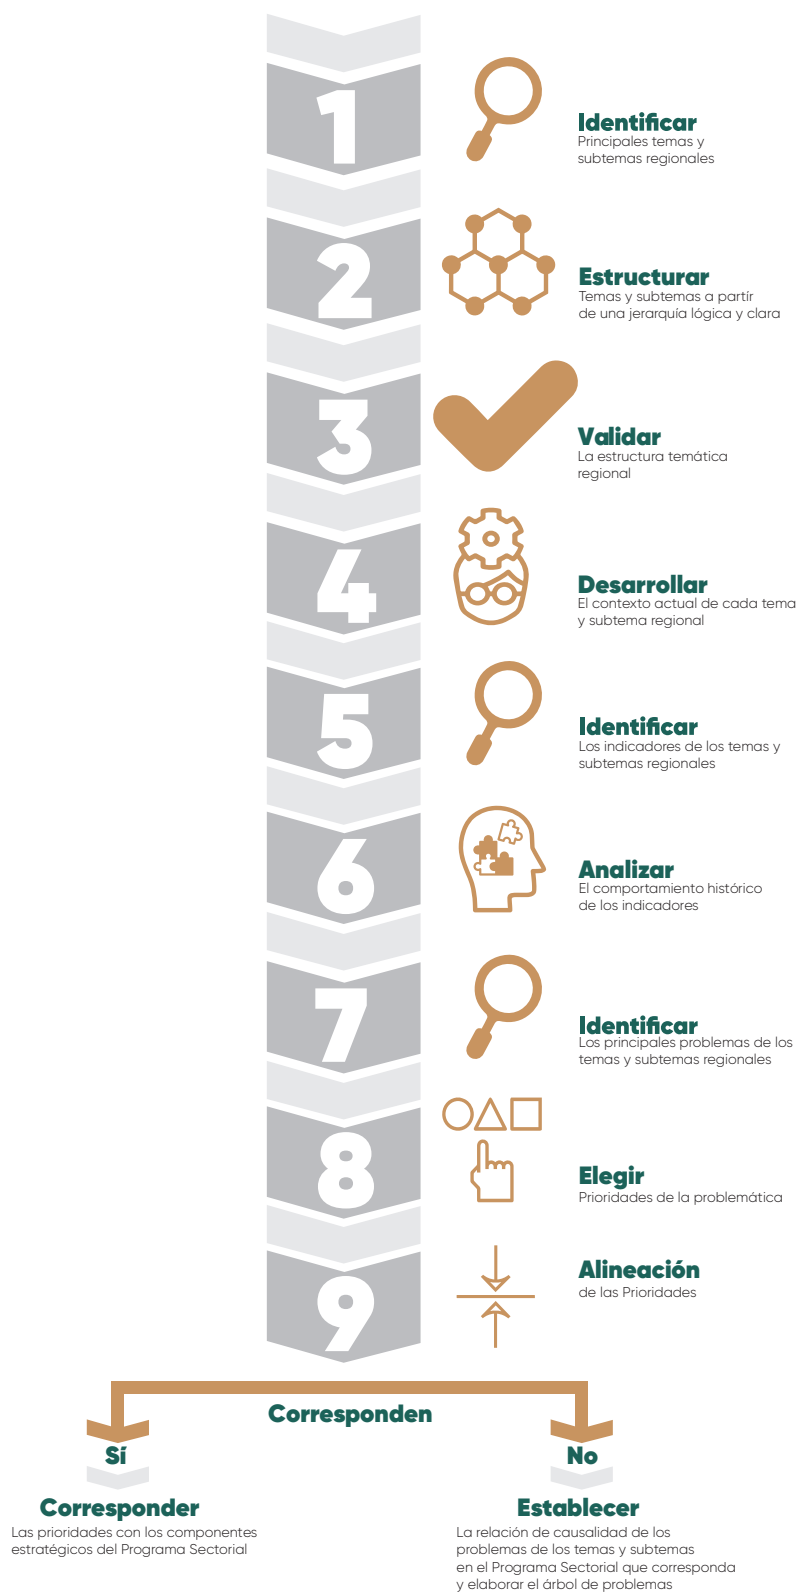 1
Identificar
Principales temas y
subtemas regionales
2
Estructurar
Temas y subtemas a partír
de una jerarquía lógica y clara
3
Validar
La estructura temática
regional
4
Desarrollar
El contexto actual de cada tema
y subtema regional
5
Identificar
Los indicadores de los temas y
subtemas regionales
6
Analizar
El comportamiento histórico
de los indicadores
7
Identificar
Los principales problemas de los
temas y subtemas regionales
8
Elegir
Prioridades de la problemática
9
Alineación
de las Prioridades
Corresponden
Sí
Corresponder
Las prioridades con los componentes
estratégicos del Programa Sectorial
No
Establecer
La relación de causalidad de los
problemas de los temas y subtemas
en el Programa Sectorial que corresponda
y elaborar el árbol de problemas